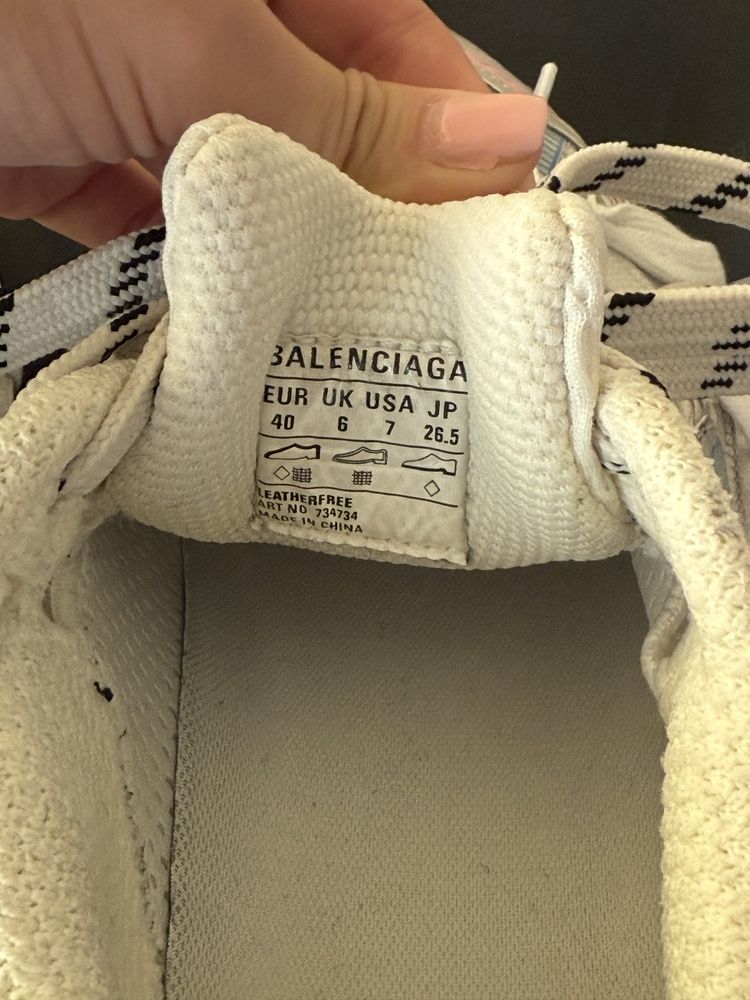 BALENCIAGA
EUR UK USA JP
40 6 7 26.5
LEATHERFREE
ART NO 734734
MADE IN CHINA